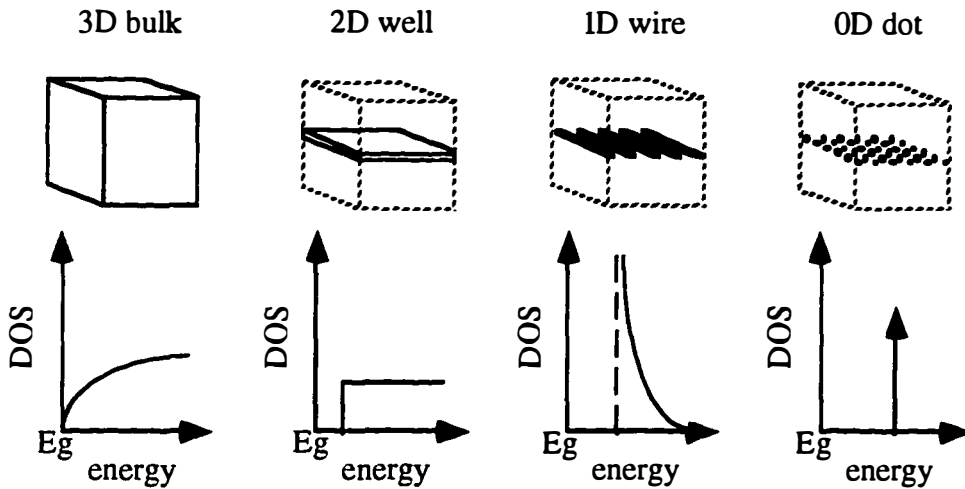 3D bulk 2D well 1D wire 0D dot
DOS DOS DOS DOS
Eg Eg Eg Eg
energy energy energy energy